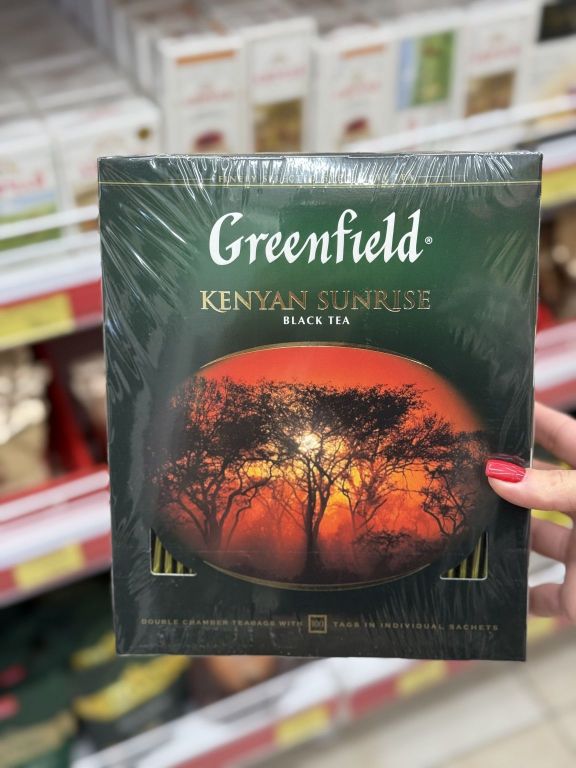 Greenfield®
KENYAN SUNRISE
BLACK TEA
DOUBLE CHAMBER TEABAGS WITH 100 TAGS IN INDIVIDUAL SACHETS